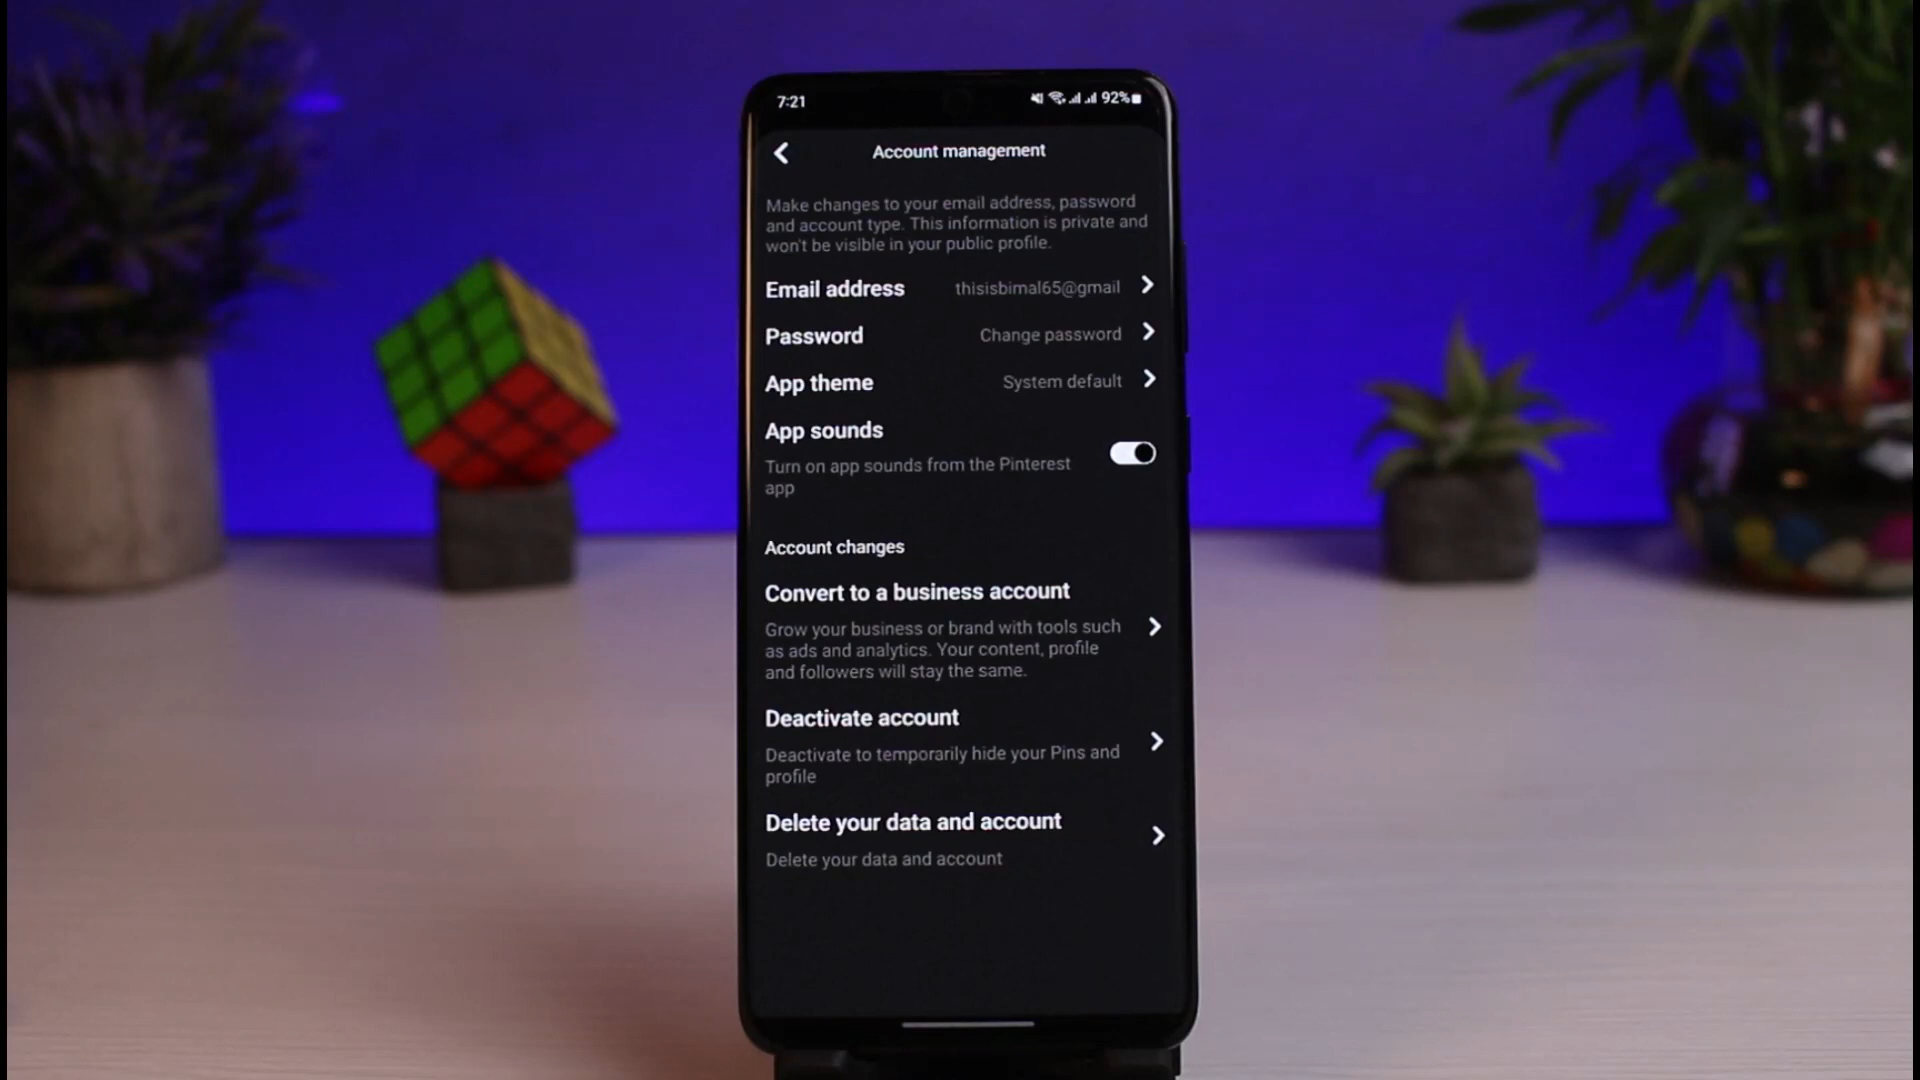 7:21
92%
Account management
Make changes to your email address, password
and account type. This information is private and
won't be visible in your public profile.
Email address thisisbimal65@gmail
Password Change password
App theme System default
App sounds
Turn on app sounds from the Pinterest
app
Account changes
Convert to a business account
Grow your business or brand with tools such
as ads and analytics. Your content, profile
and followers will stay the same.
Deactivate account
Deactivate to temporarily hide your Pins and
profile
Delete your data and account
Delete your data and account